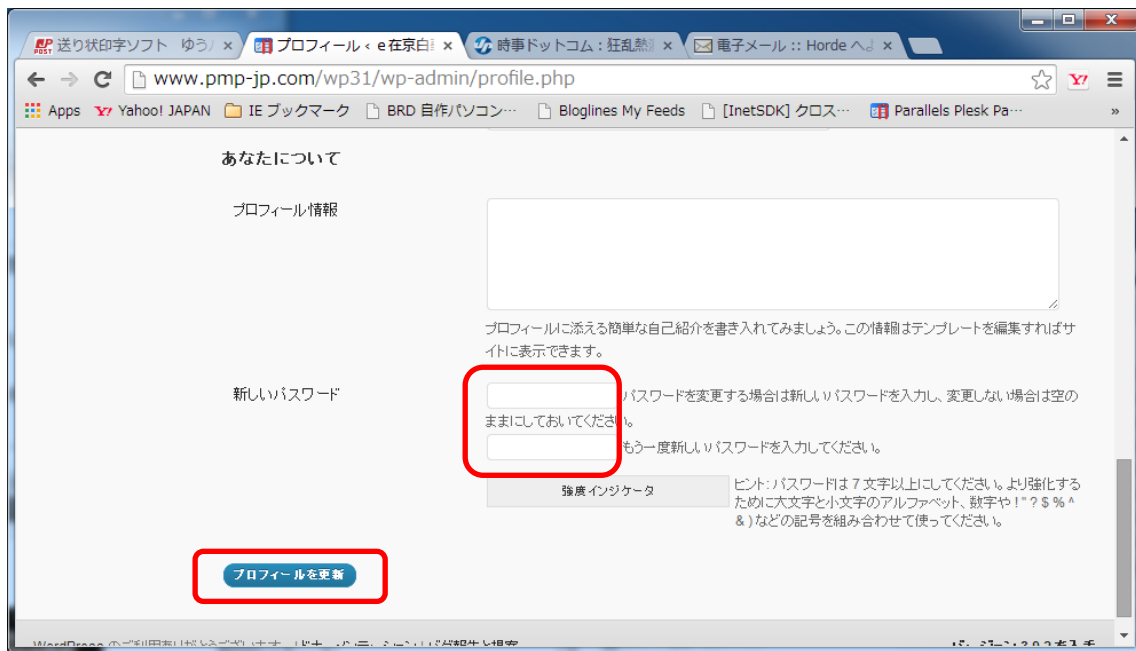 送り状印字ソフト ゆう
プロフィール ‹ e在京白
時事ドットコム：狂乱熱
電子メール :: Horde へよ
www.pmp-jp.com/wp31/wp-admin/profile.php
Apps Yahoo! JAPAN IE ブックマーク BRD 自作パソコン… Bloglines My Feeds [InetSDK] クロス… Parallels Plesk Pa… »
あなたについて
プロフィール情報
プロフィールに添える簡単な自己紹介を書き入れてみましょう。この情報はテンプレートを編集すればサ
イトに表示できます。
新しいパスワード
パスワードを変更する場合は新しいパスワードを入力し、変更しない場合は空の
ままにしておいてください。
もう一度新しいパスワードを入力してください。
強度インジケータ
ヒント: パスワードは 7 文字以上にしてください。より強化する
ために大文字と小文字のアルファベット、数字や ! " ? $ % ^
& ) などの記号を組み合わせて使ってください。
プロフィールを更新